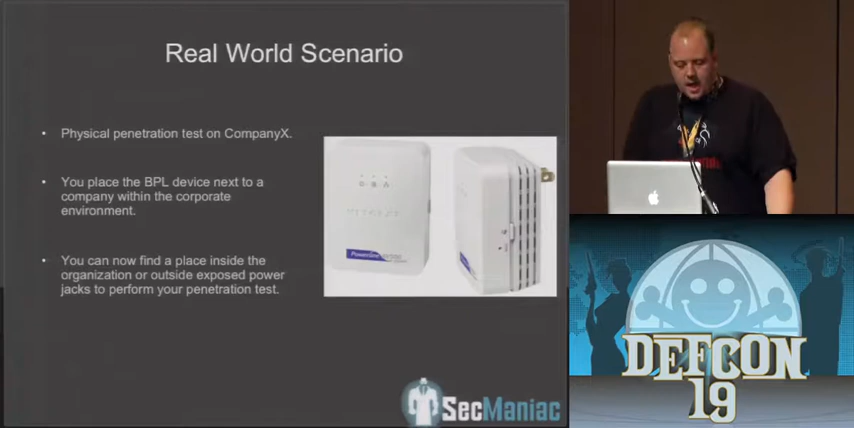 Real World Scenario
• Physical penetration test on CompanyX.
• You place the BPL device next to a
company within the corporate
environment.
• You can now find a place inside the
organization or outside exposed power
jacks to perform your penetration test.
NETGEAR
SecManiac
DEFCON
19